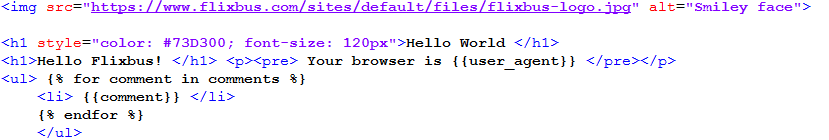 <img src="https://www.flixbus.com/sites/default/files/flixbus-logo.jpg" alt="Smiley face">
<h1 style="color: #73D300; font-size: 120px">Hello World </h1>
<h1>Hello Flixbus! </h1> <p><pre> Your browser is {{user_agent}} </pre></p>
<ul> {% for comment in comments %}
<li> {{comment}} </li>
{% endfor %}
</ul>